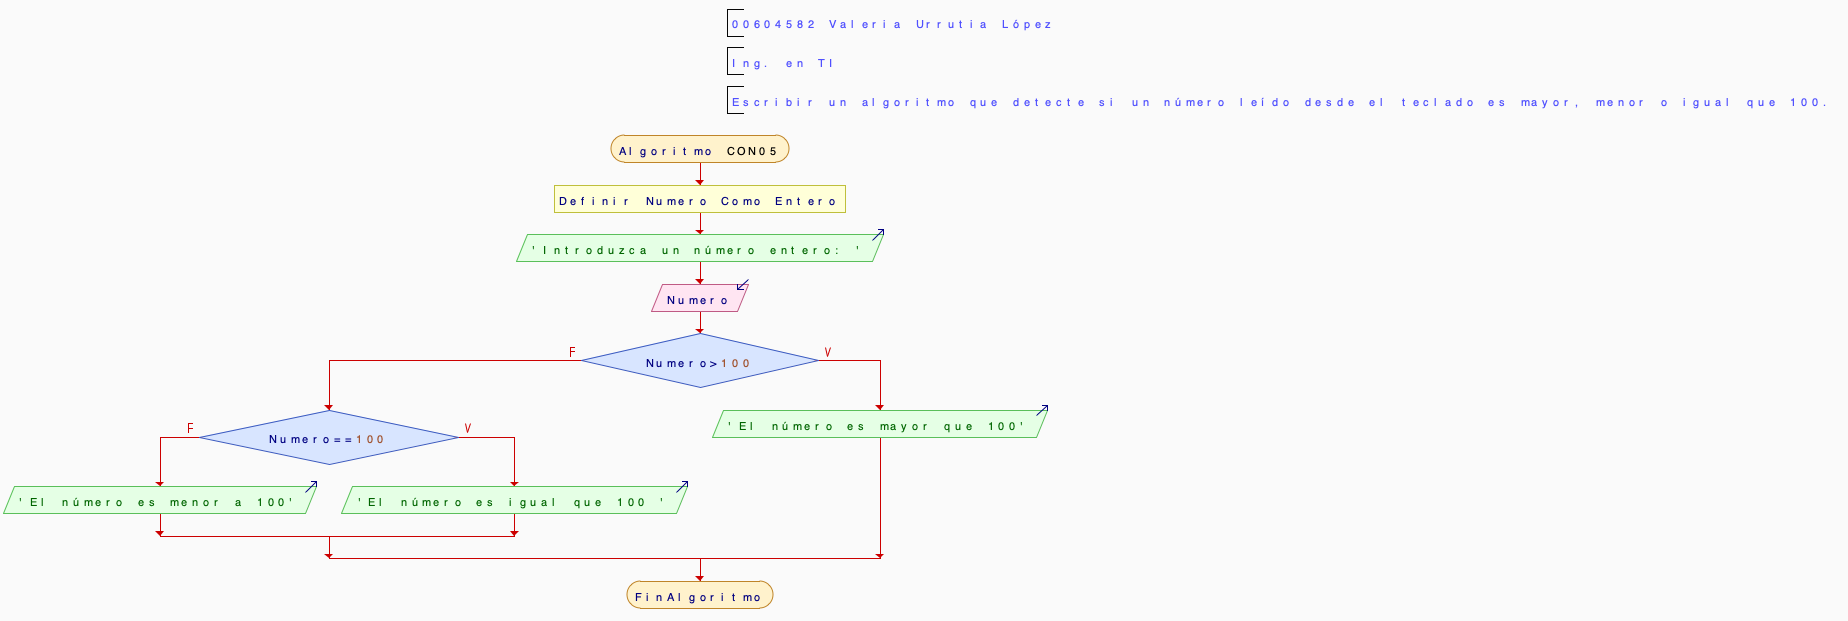 00604582 Valeria Urrutia López
Ing. en TI
Escribir un algoritmo que detecte si un número leído desde el teclado es mayor, menor o igual que 100.
Algoritmo CON05
Definir Numero Como Entero
'Introduzca un número entero: '
Numero
F
V
Numero>100
F
V
Numero==100
'El número es mayor que 100'
'El número es menor a 100'
'El número es igual que 100 '
FinAlgoritmo